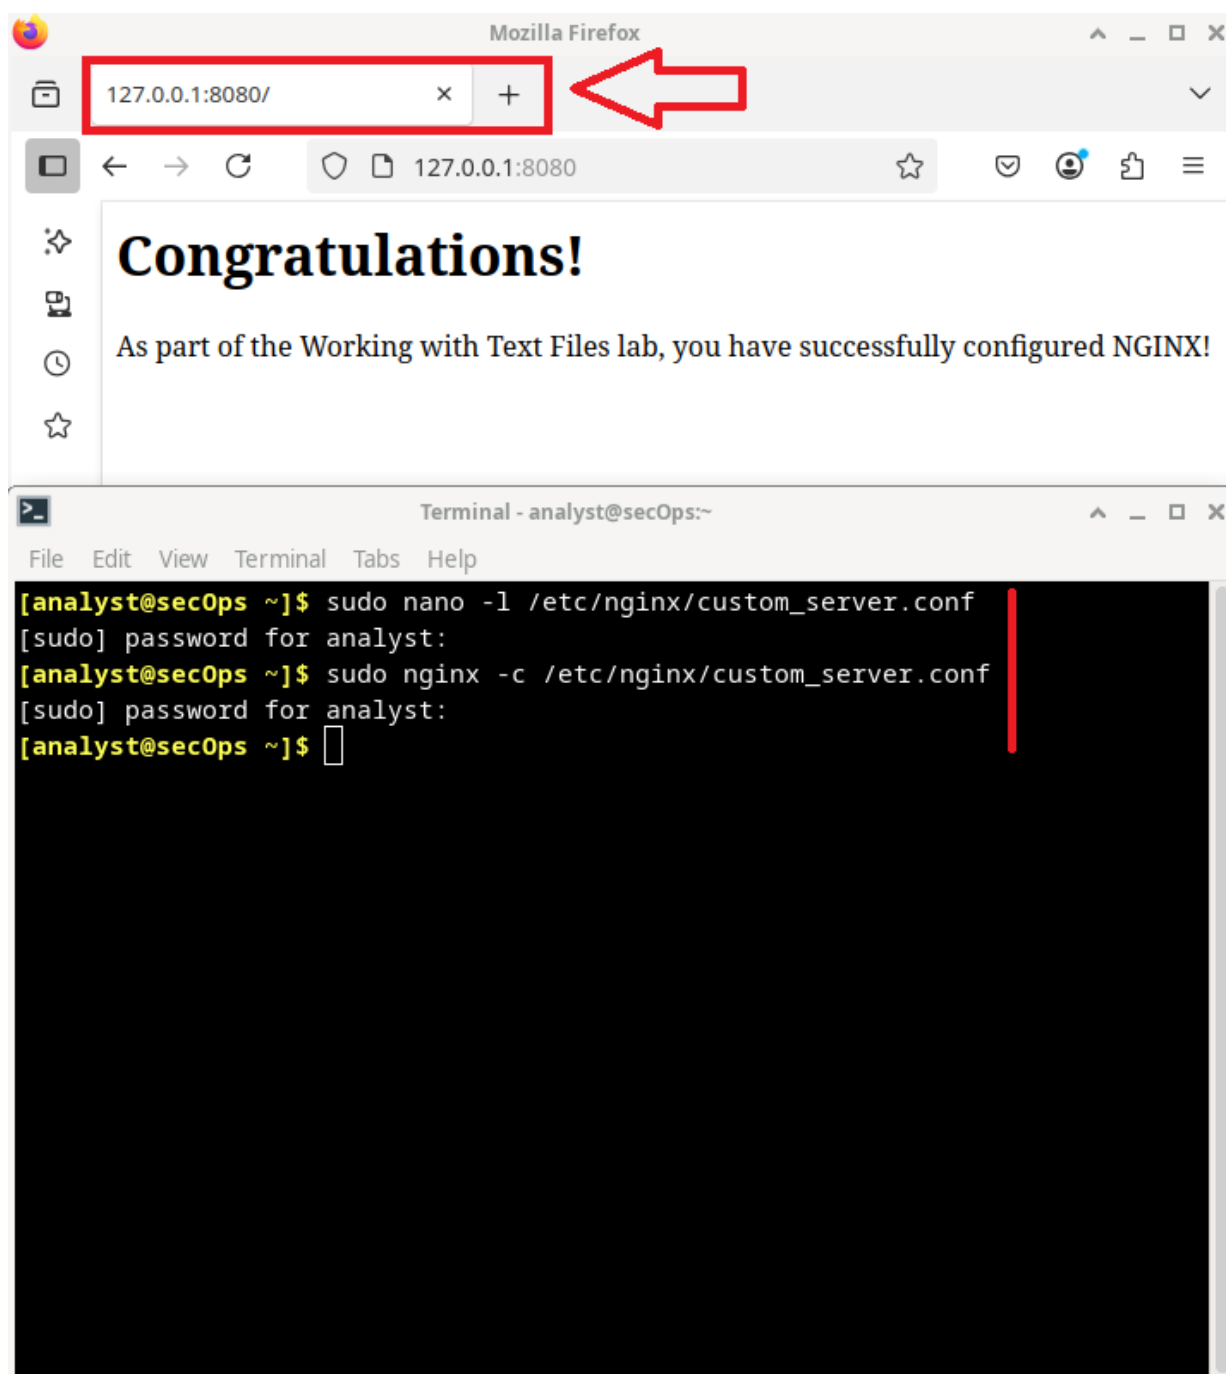 Mozilla Firefox
127.0.0.1:8080/
127.0.0.1:8080
Congratulations!
As part of the Working with Text Files lab, you have successfully configured NGINX!
Terminal - analyst@secOps:~
File Edit View Terminal Tabs Help
[analyst@secOps ~]$ sudo nano -l /etc/nginx/custom_server.conf
[sudo] password for analyst:
[analyst@secOps ~]$ sudo nginx -c /etc/nginx/custom_server.conf
[sudo] password for analyst:
[analyst@secOps ~]$